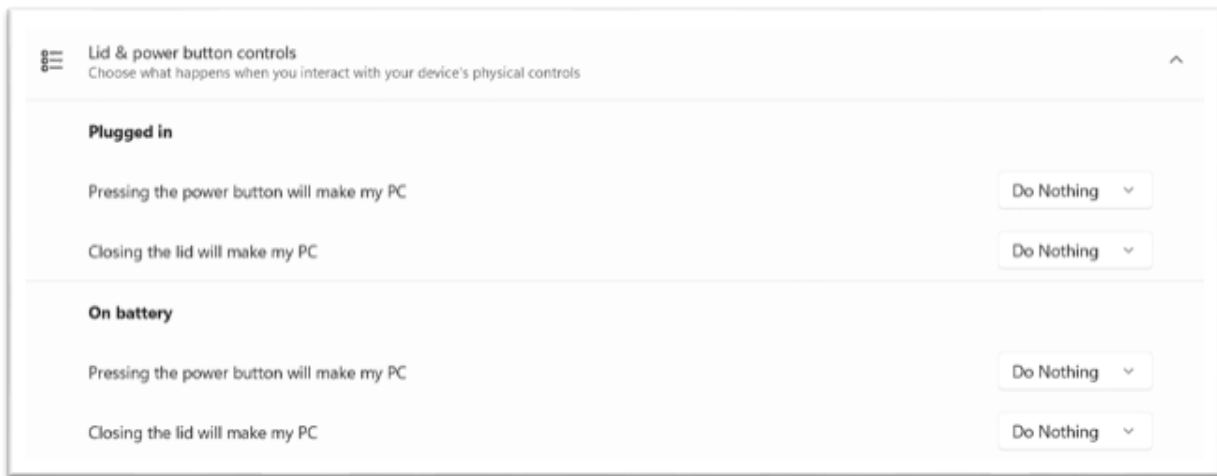 Lid & power button controls
Choose what happens when you interact with your device's physical controls
Plugged in
Pressing the power button will make my PC
Do Nothing
Closing the lid will make my PC
Do Nothing
On battery
Pressing the power button will make my PC
Do Nothing
Closing the lid will make my PC
Do Nothing